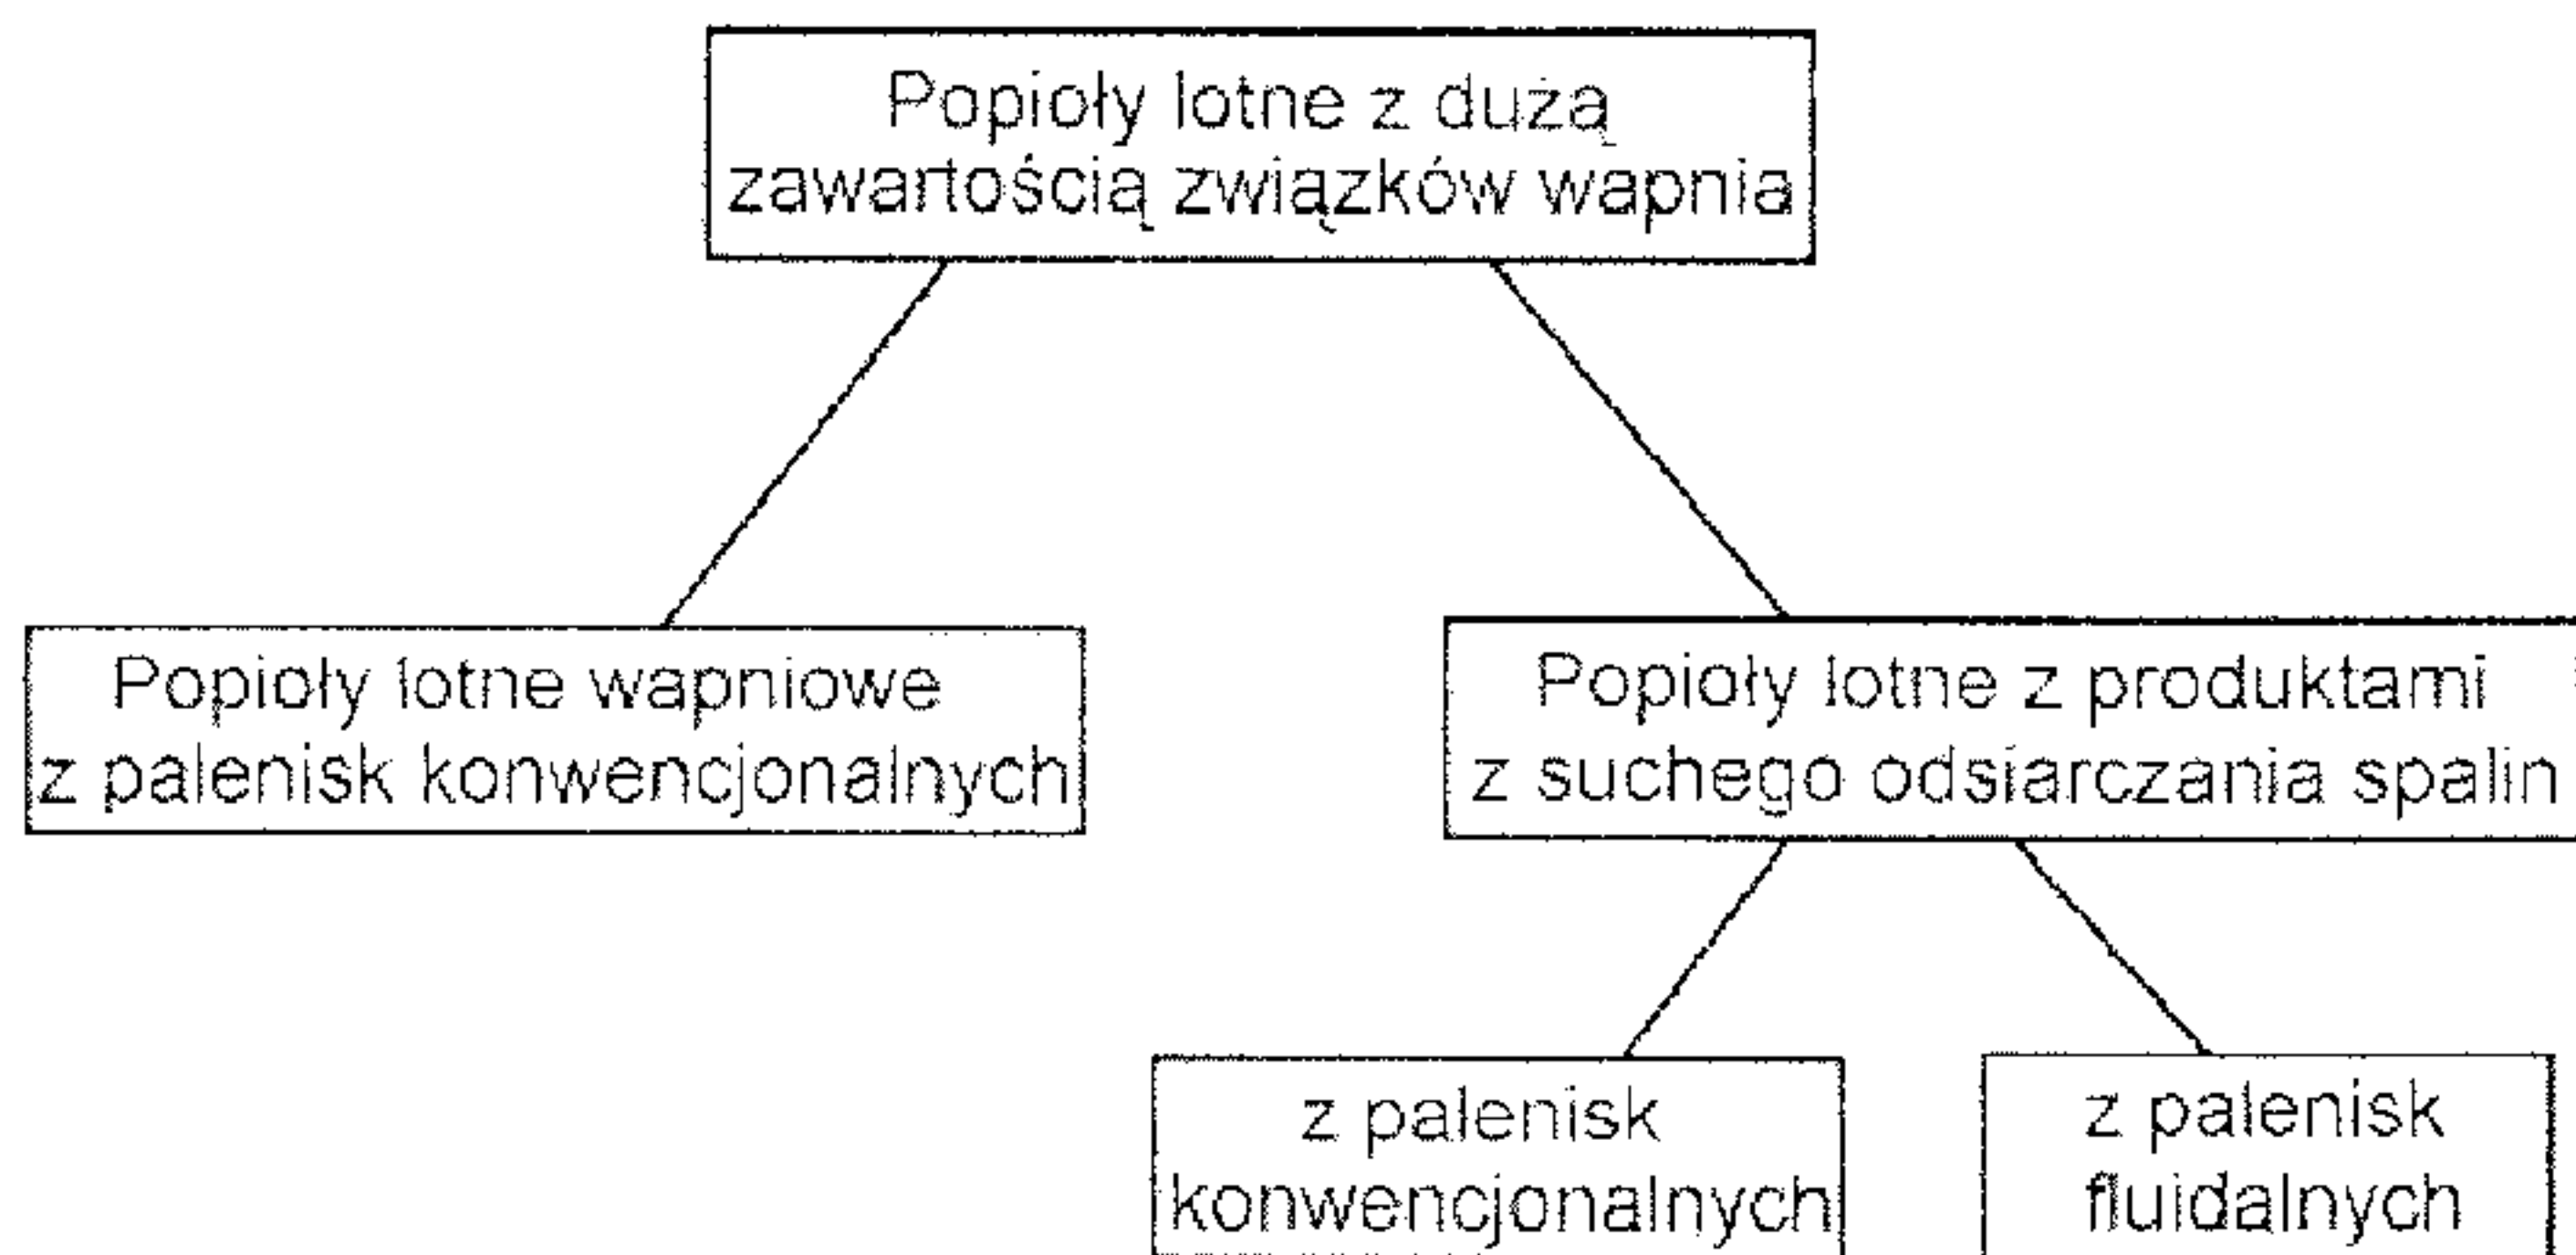 Popioły lotne z dużą
zawartością związków wapnia
Popioły lotne wapniowe
z palenisk konwencjonalnych
Popioły lotne z produktami
z suchego odsiarczania spalin
z palenisk
konwencjonalnych
z palenisk
fluidalnych